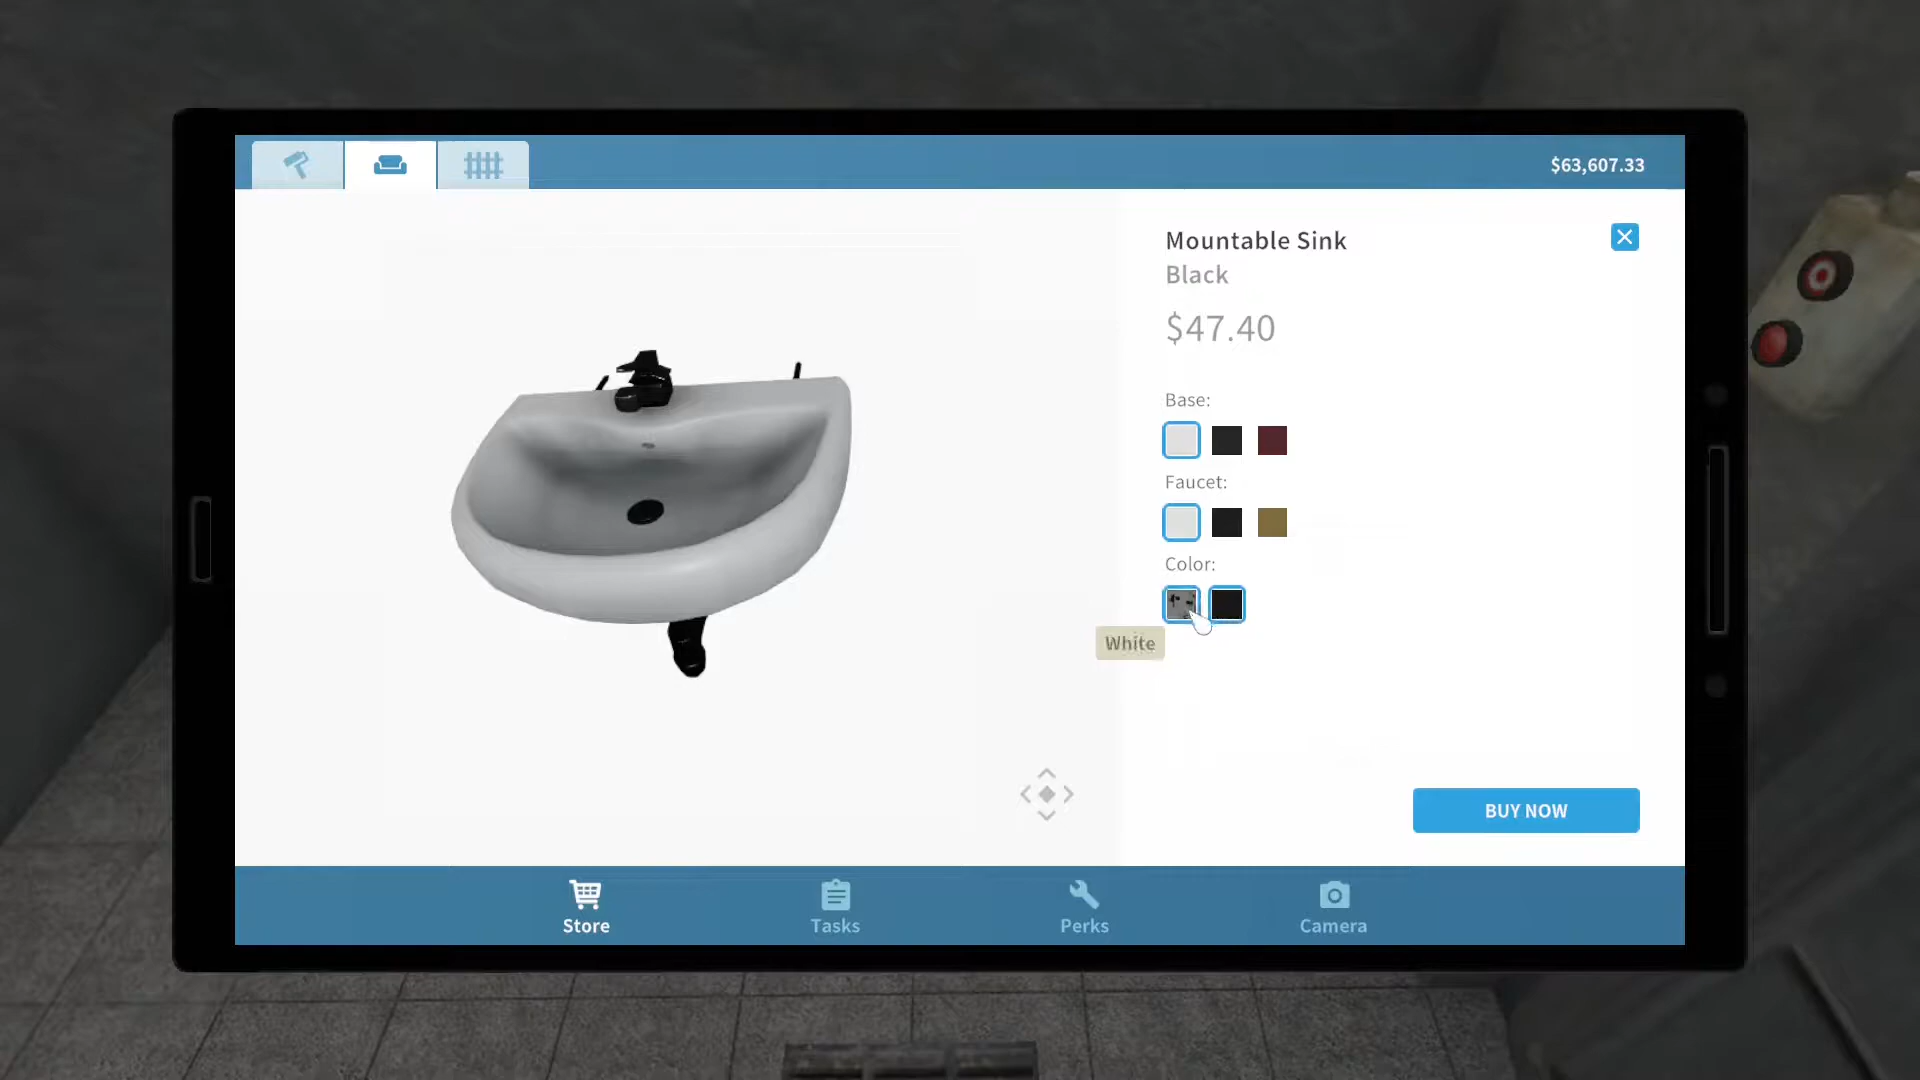 $63,607.33
Mountable Sink
Black
$47.40
Base:
Faucet:
Color:
White
BUY NOW
Store
Tasks
Perks
Camera